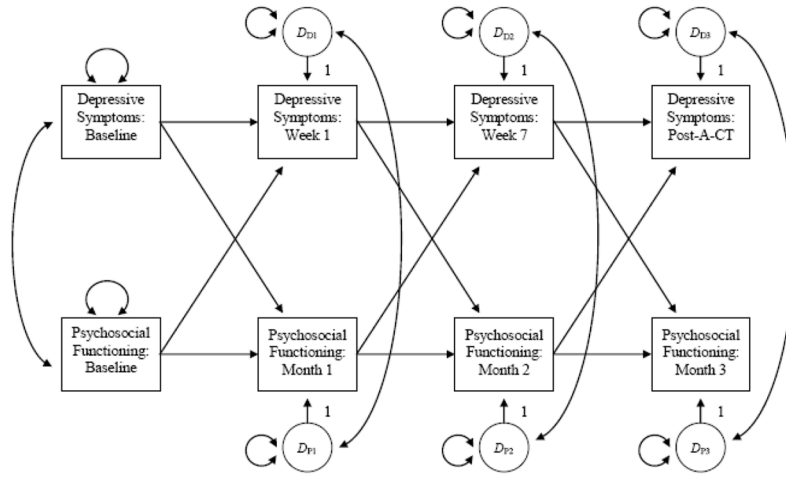 D_D1
D_D2
D_D3
1
1
1
Depressive
Symptoms:
Baseline
Depressive
Symptoms:
Week 1
Depressive
Symptoms:
Week 7
Depressive
Symptoms:
Post-A-CT
Psychosocial
Functioning:
Baseline
Psychosocial
Functioning:
Month 1
Psychosocial
Functioning:
Month 2
Psychosocial
Functioning:
Month 3
1
1
1
D_P1
D_P2
D_P3